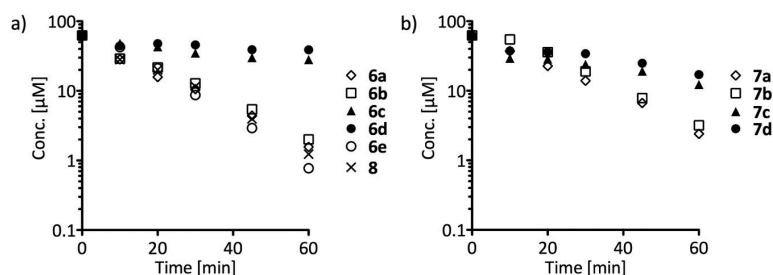 a)
Conc. [µM]
100
10
1
0.1
0
20
40
60
Time [min]
6a
6b
6c
6d
6e
8
b)
Conc. [µM]
100
10
1
0.1
0
20
40
60
Time [min]
7a
7b
7c
7d